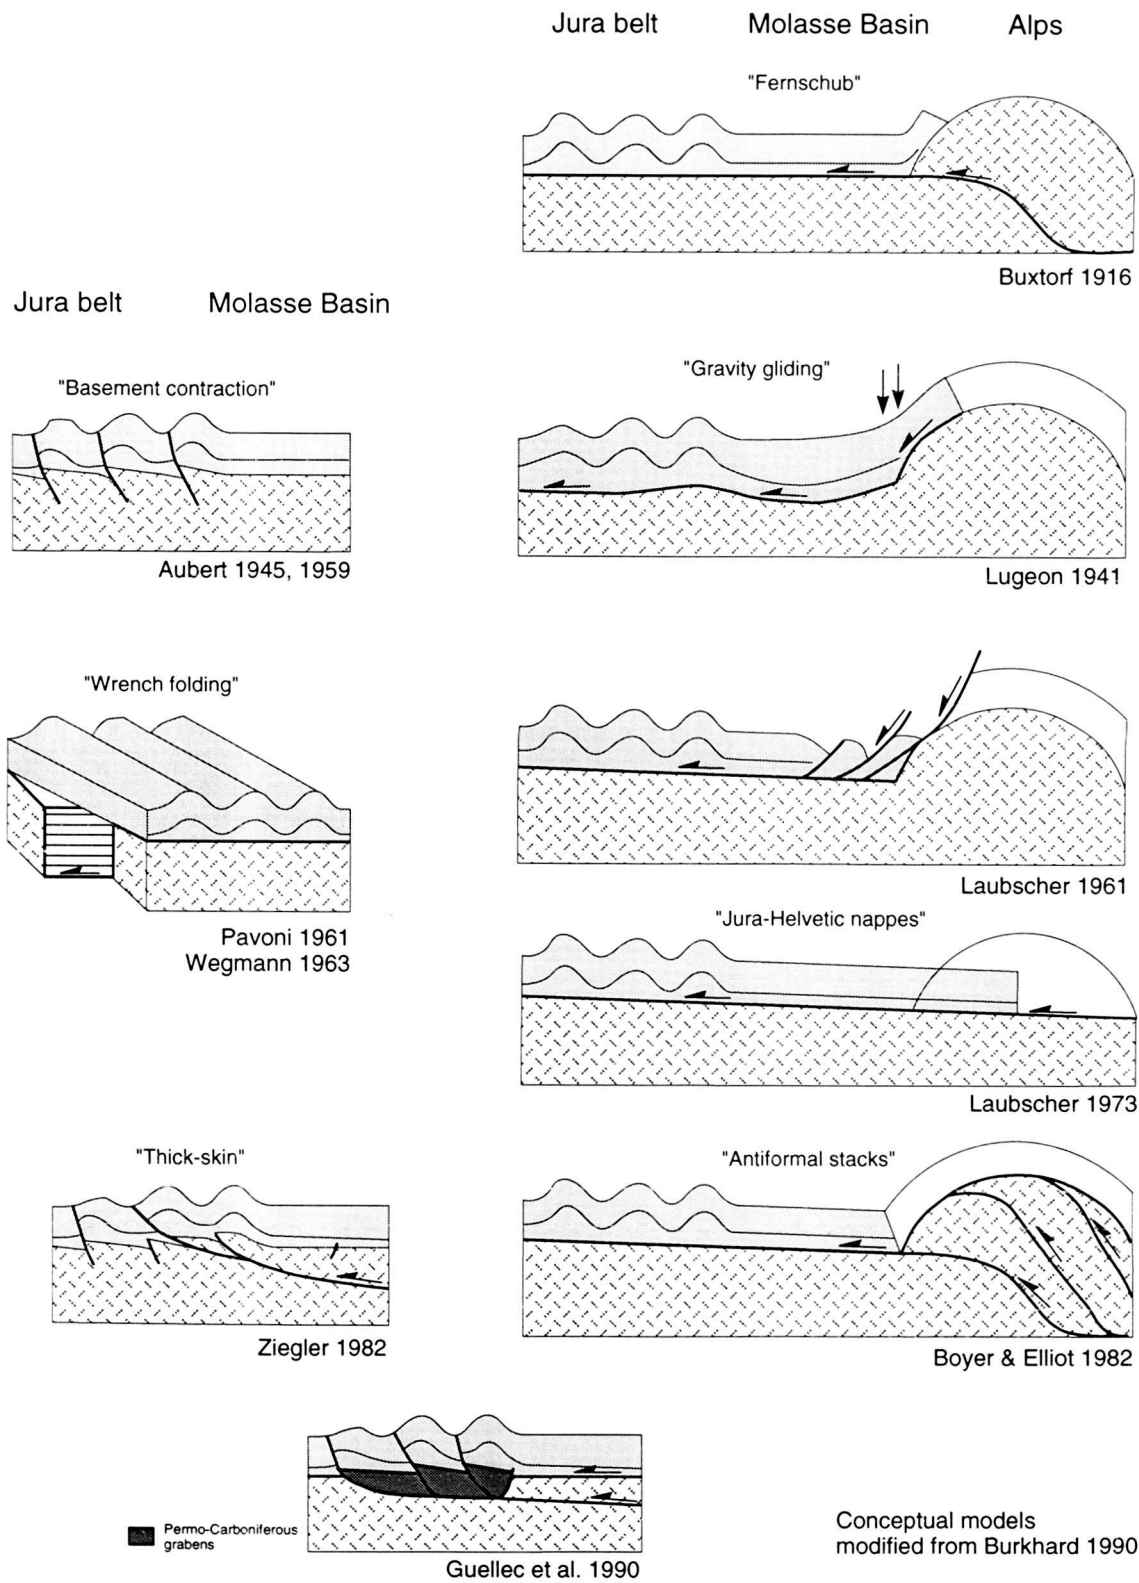 Jura belt Molasse Basin Alps
"Fernschub"
Buxtorf 1916
Jura belt Molasse Basin
"Basement contraction"
Aubert 1945, 1959
"Gravity gliding"
Lugeon 1941
"Wrench folding"
Pavoni 1961
Wegmann 1963
Laubscher 1961
"Jura-Helvetic nappes"
Laubscher 1973
"Thick-skin"
Ziegler 1982
"Antiformal stacks"
Boyer & Elliot 1982
Permo-Carboniferous
grabens
Guellec et al. 1990
Conceptual models
modified from Burkhard 1990